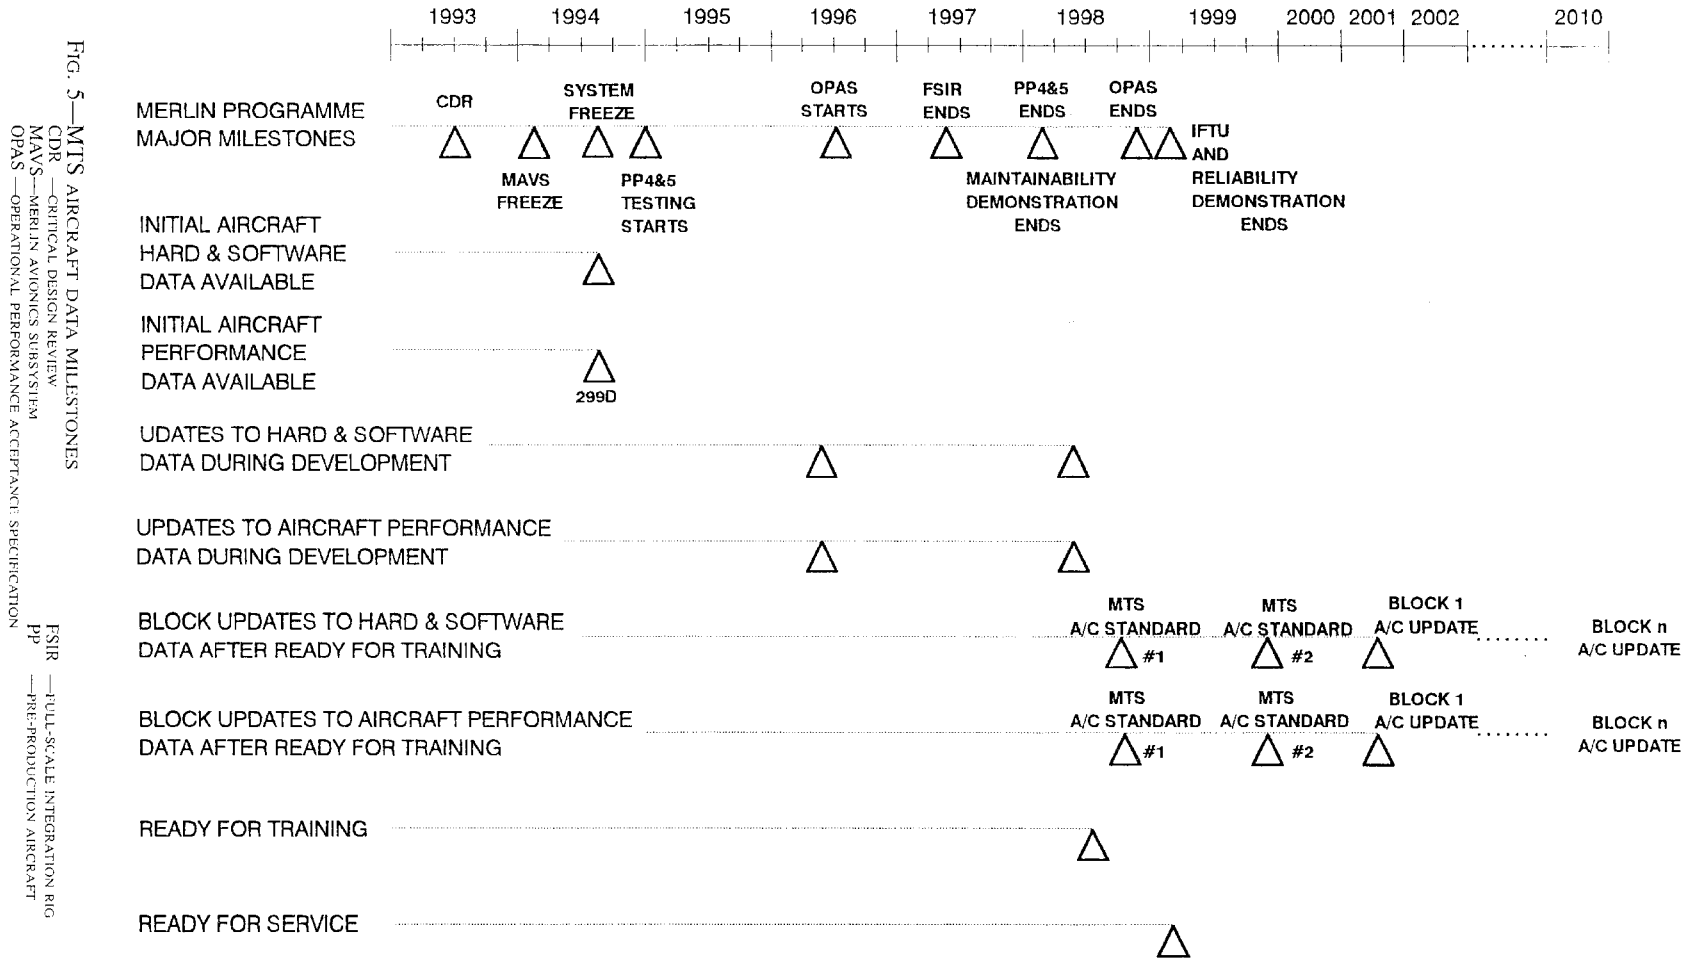 1993 1994 1995 1996 1997 1998 1999 2000 2001 2002 2010
MERLIN PROGRAMME
MAJOR MILESTONES
CDR
SYSTEM
FREEZE
OPAS
STARTS
FSIR
ENDS
PP4&5
ENDS
OPAS
ENDS
MAVS
FREEZE
PP4&5
TESTING
STARTS
MAINTAINABILITY
DEMONSTRATION
ENDS
IFTU
AND
RELIABILITY
DEMONSTRATION
ENDS
INITIAL AIRCRAFT
HARD & SOFTWARE
DATA AVAILABLE
INITIAL AIRCRAFT
PERFORMANCE
DATA AVAILABLE
299D
UDATES TO HARD & SOFTWARE
DATA DURING DEVELOPMENT
UPDATES TO AIRCRAFT PERFORMANCE
DATA DURING DEVELOPMENT
BLOCK UPDATES TO HARD & SOFTWARE
DATA AFTER READY FOR TRAINING
MTS
A/C STANDARD
#1
MTS
A/C STANDARD
#2
BLOCK 1
A/C UPDATE
BLOCK n
A/C UPDATE
BLOCK UPDATES TO AIRCRAFT PERFORMANCE
DATA AFTER READY FOR TRAINING
MTS
A/C STANDARD
#1
MTS
A/C STANDARD
#2
BLOCK 1
A/C UPDATE
BLOCK n
A/C UPDATE
READY FOR TRAINING
READY FOR SERVICE
FIG. 5—MTS AIRCRAFT DATA MILESTONES
CDR —CRITICAL DESIGN REVIEW
MAVS—MERLIN AVIONICS SUBSYSTEM
OPAS —OPERATIONAL PERFORMANCE ACCEPTANCE SPECIFICATION
FSIR —FULL-SCALE INTEGRATION RIG
PP —PRE-PRODUCTION AIRCRAFT